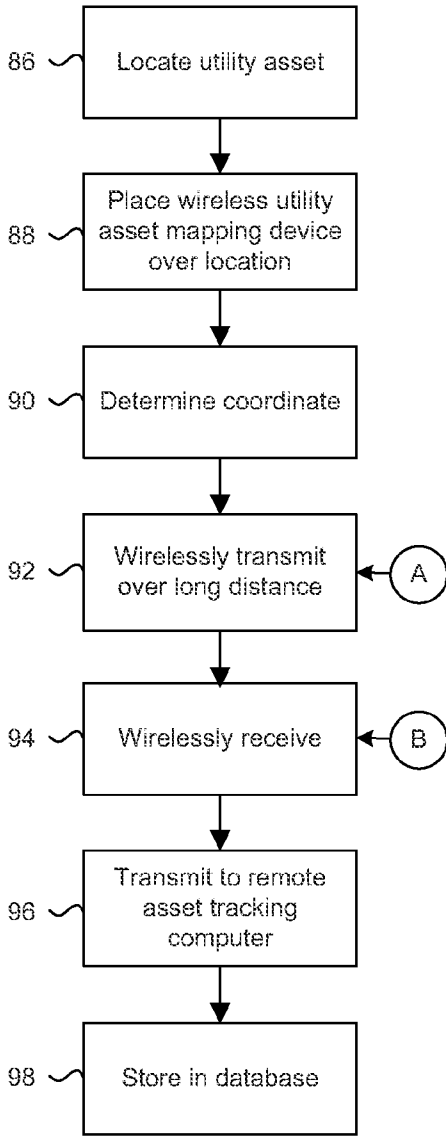 86
Locate utility asset
88
Place wireless utility
asset mapping device
over location
90
Determine coordinate
92
Wirelessly transmit
over long distance
A
94
Wirelessly receive
B
96
Transmit to remote
asset tracking
computer
98
Store in database